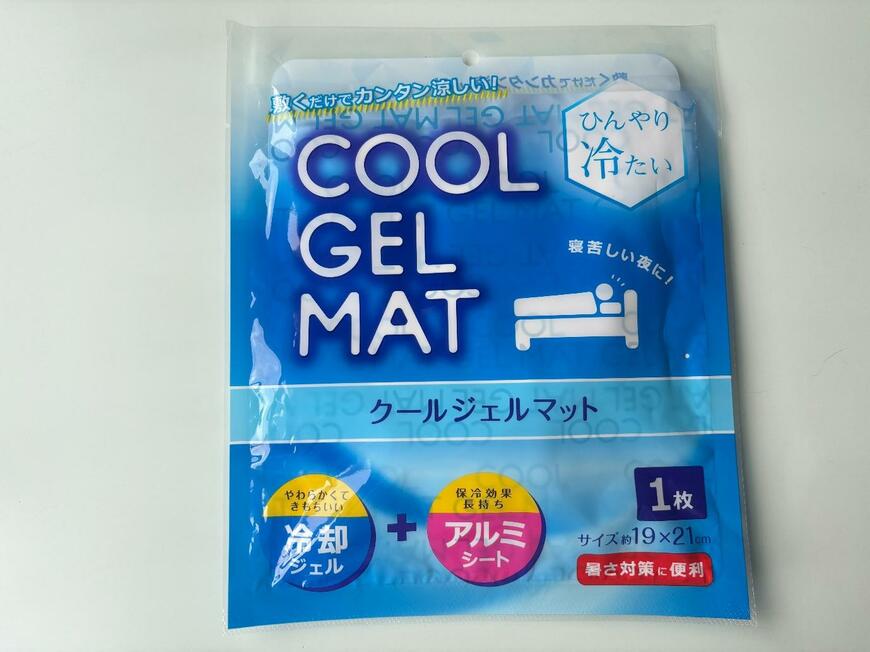 敷くだけでカンタン涼しい!
ひんやり
冷たい
COOL
GEL
MAT
寝苦しい夜に!
クールジェルマット
やわらかくて
きもちいい
冷却
ジェル
+
保冷効果
長持ち
アルミ
シート
1枚
サイズ約19×21cm
暑さ対策に便利